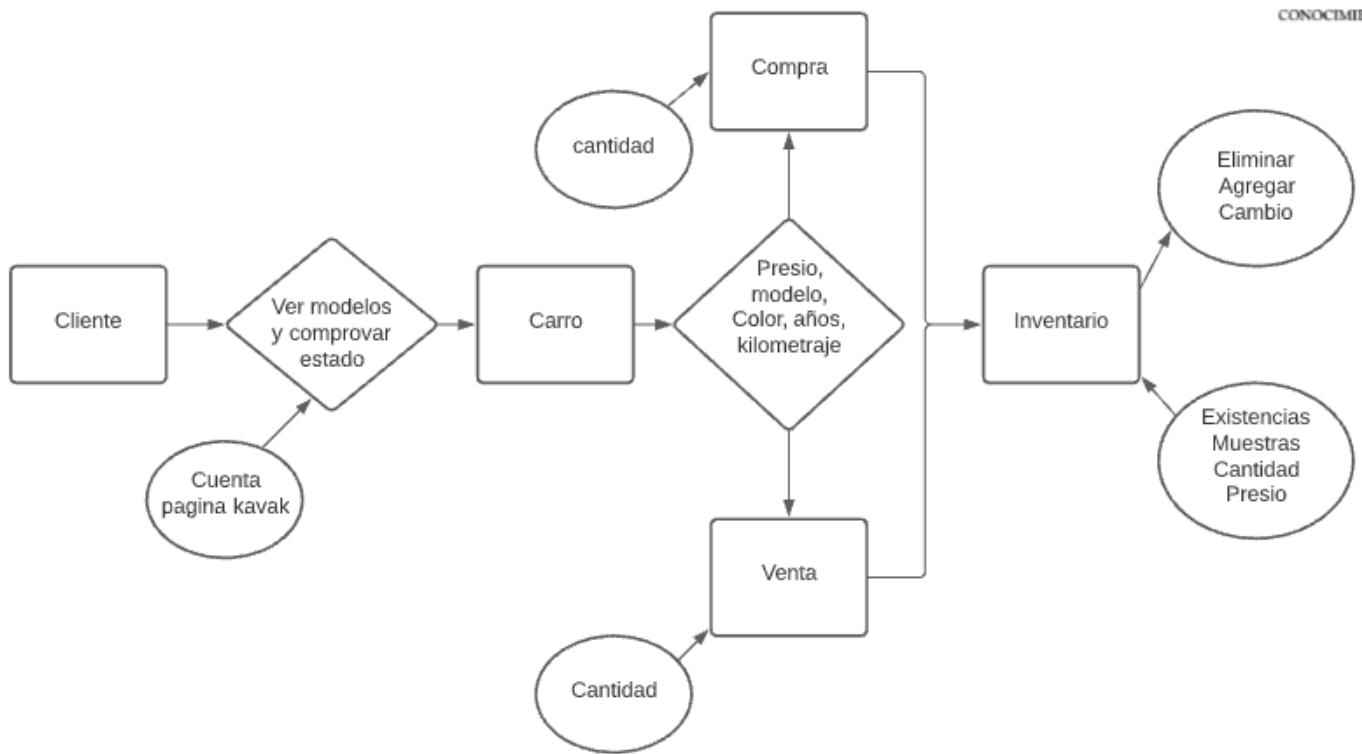 CONOCIMIE
Compra
cantidad
Eliminar
Agregar
Cambio
Cliente
Ver modelos
y comprovar
estado
Carro
Presio,
modelo,
Color, años,
kilometraje
Inventario
Cuenta
pagina kavak
Existencias
Muestras
Cantidad
Presio
Venta
Cantidad